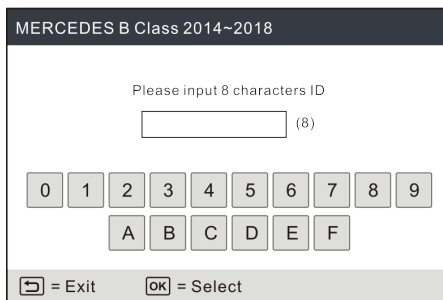 MERCEDES B Class 2014~2018
Please input 8 characters ID
(8)
0 1 2 3 4 5 6 7 8 9
A B C D E F
= Exit OK = Select